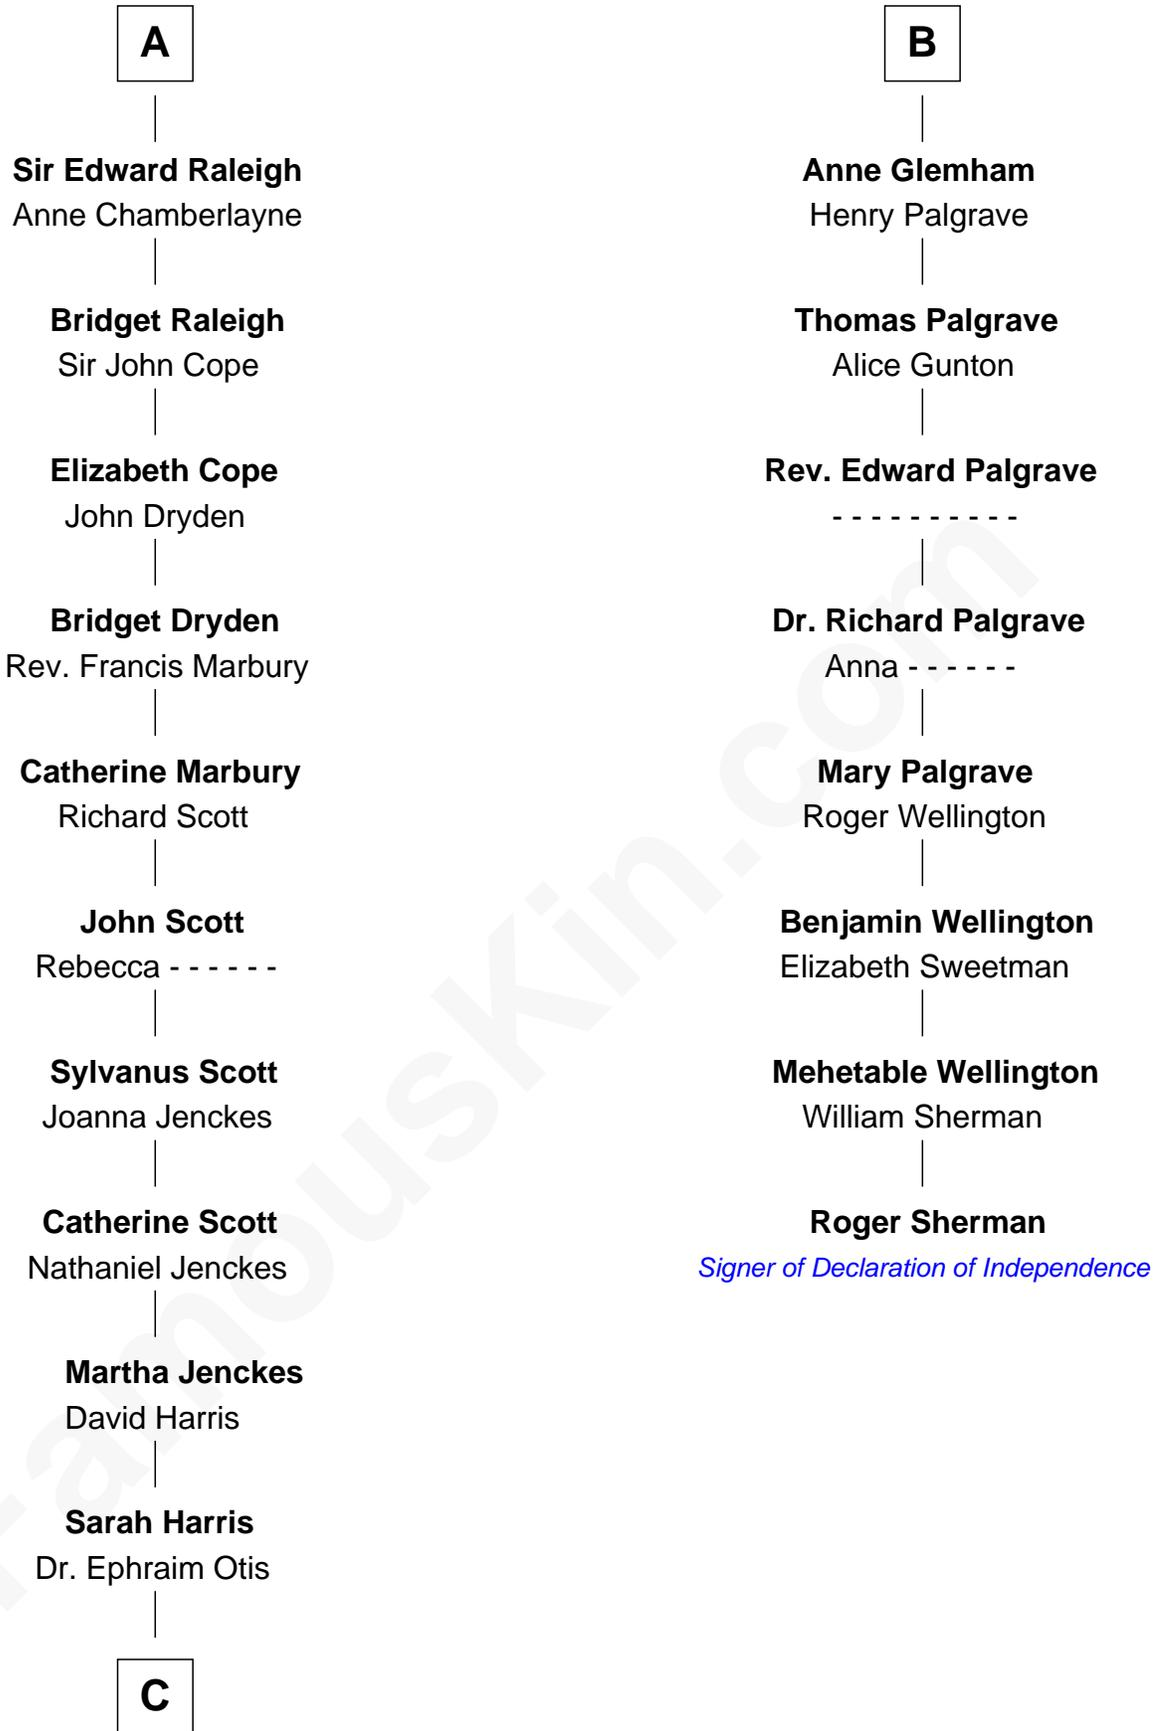 A
Sir Edward Raleigh
Anne Chamberlayne
Bridget Raleigh
Sir John Cope
Elizabeth Cope
John Dryden
Bridget Dryden
Rev. Francis Marbury
Catherine Marbury
Richard Scott
John Scott
Rebecca - - - - - -
Sylvanus Scott
Joanna Jenckes
Catherine Scott
Nathaniel Jenckes
Martha Jenckes
David Harris
Sarah Harris
Dr. Ephraim Otis
C
B
Anne Glemham
Henry Palgrave
Thomas Palgrave
Alice Gunton
Rev. Edward Palgrave
- - - - - - - - - -
Dr. Richard Palgrave
Anna - - - - - -
Mary Palgrave
Roger Wellington
Benjamin Wellington
Elizabeth Sweetman
Mehetable Wellington
William Sherman
Roger Sherman
Signer of Declaration of Independence
FamousKin.com